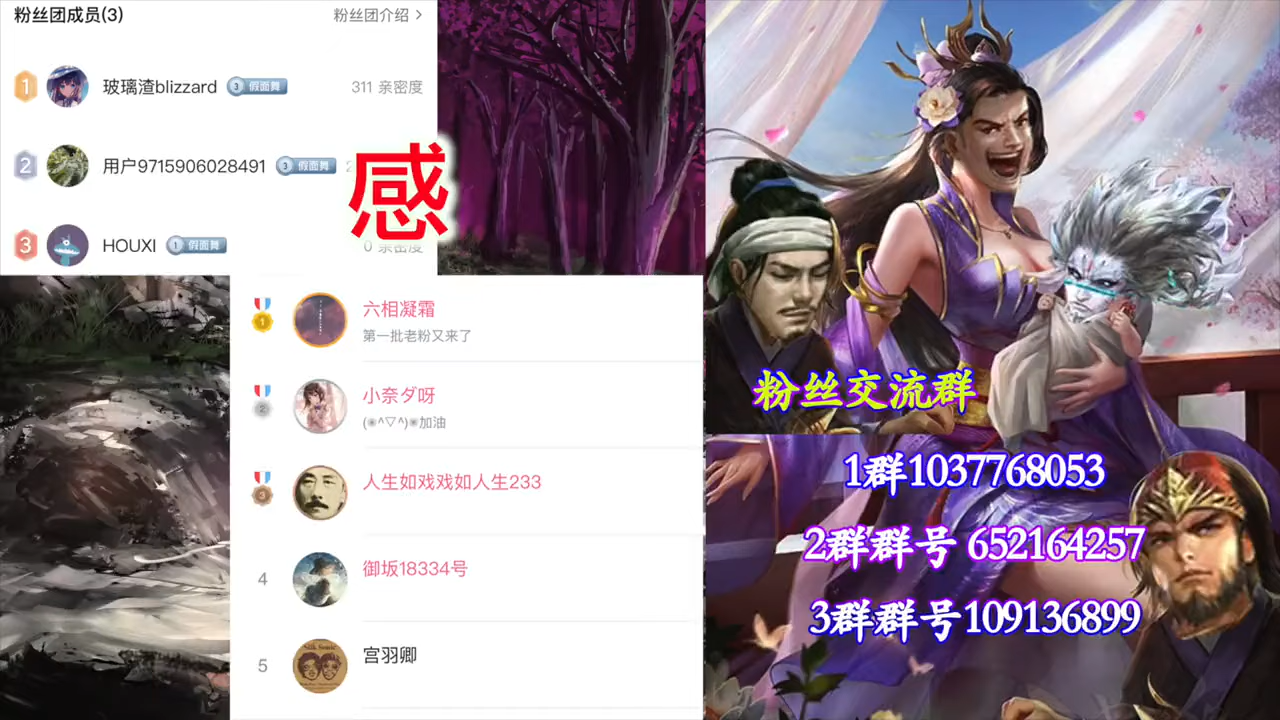 粉丝团成员(3)
粉丝团介绍 >
1 玻璃渣blizzard 3 假面舞 311 亲密度
2 用户9715906028491 3 假面舞
感
3 HOUXI 1 假面舞 0 亲密度
1 六相凝霜
第一批老粉又来了
2 小奈ダ呀
(◉^▽^)◉加油
3 人生如戏戏如人生233
4 御坂18334号
5 宫羽卿
粉丝交流群
1群1037768053
2群群号 652164257
3群群号109136899